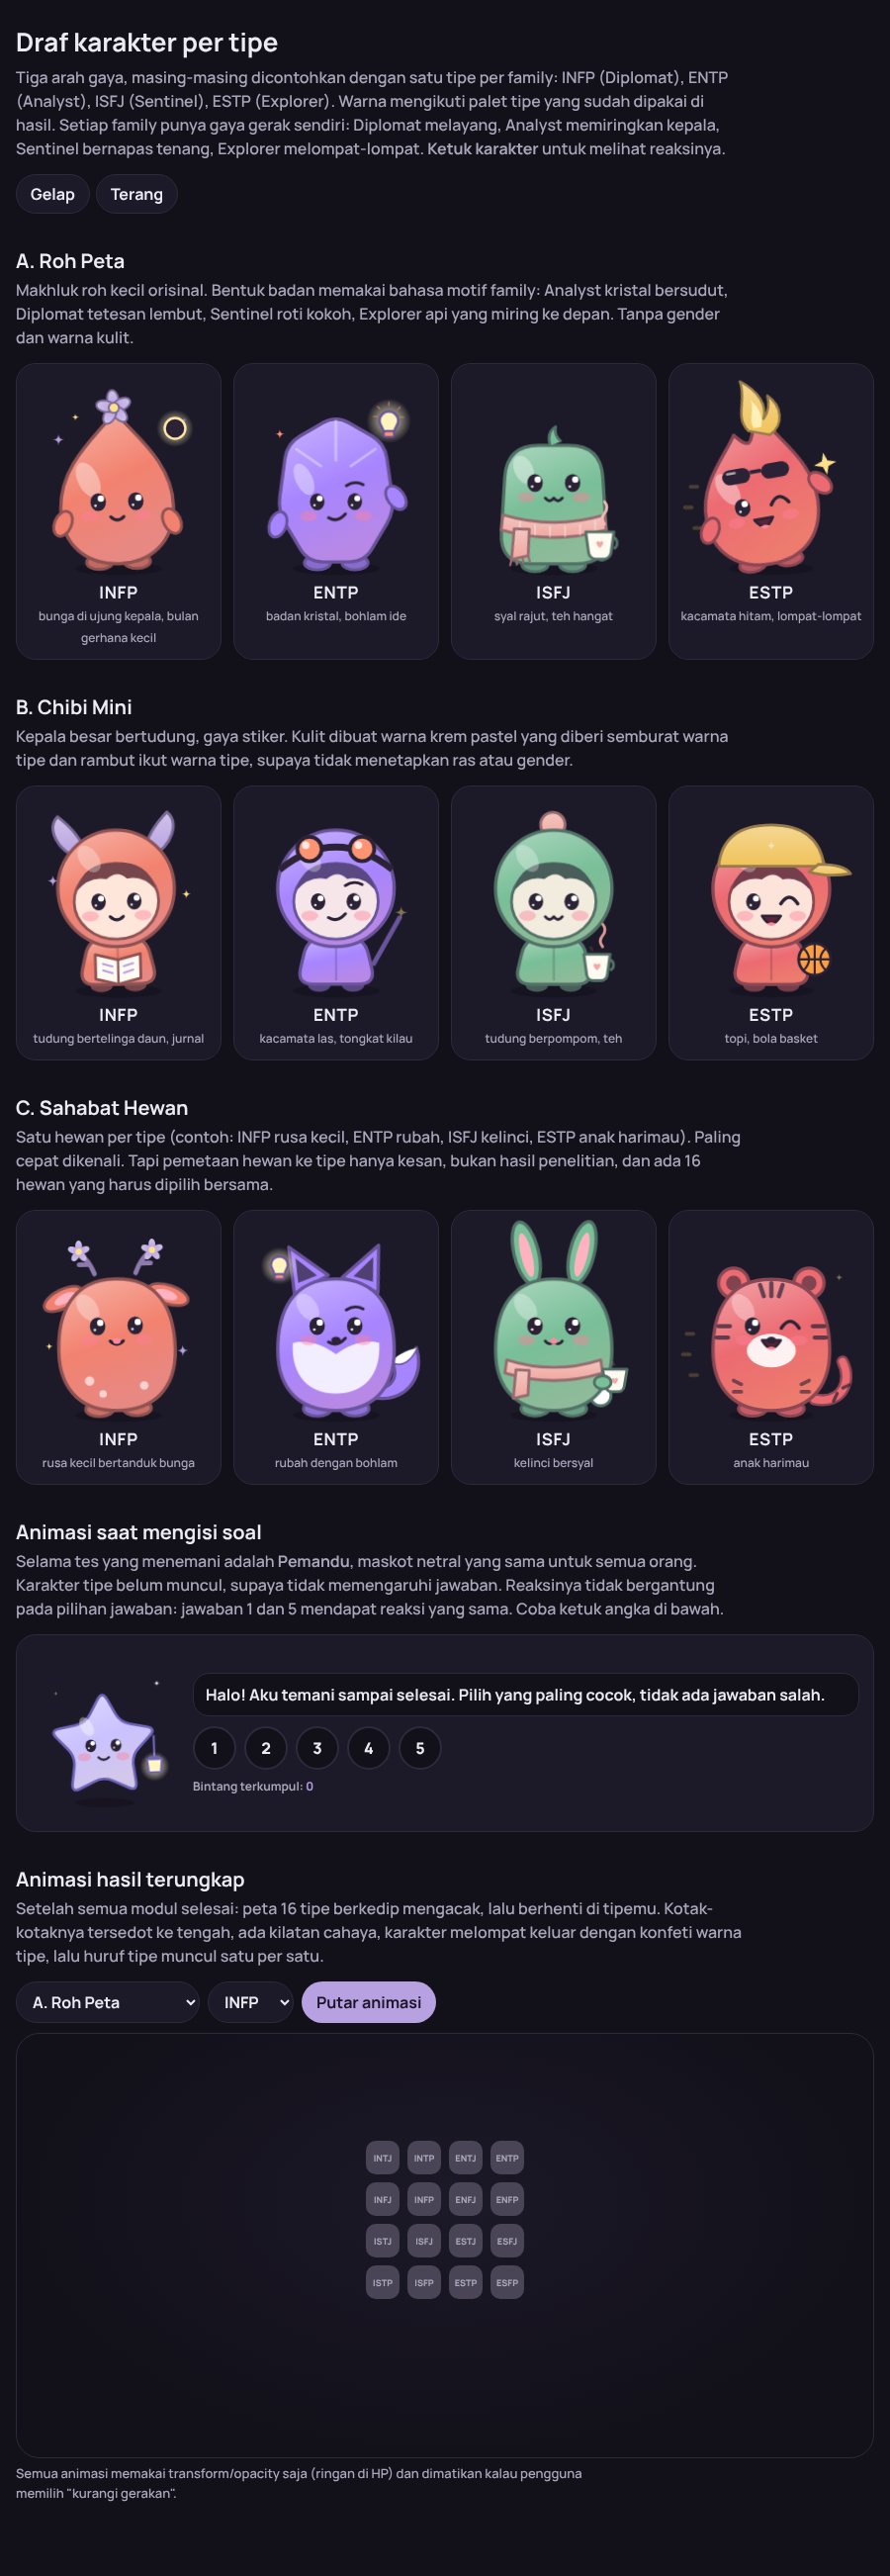 Draf karakter per tipe
Tiga arah gaya, masing-masing dicontohkan dengan satu tipe per family: INFP (Diplomat), ENTP
(Analyst), ISFJ (Sentinel), ESTP (Explorer). Warna mengikuti palet tipe yang sudah dipakai di
hasil. Setiap family punya gaya gerak sendiri: Diplomat melayang, Analyst memiringkan kepala,
Sentinel bernapas tenang, Explorer melompat-lompat. Ketuk karakter untuk melihat reaksinya.
Gelap
Terang
A. Roh Peta
Makhluk roh kecil orisinal. Bentuk badan memakai bahasa motif family: Analyst kristal bersudut,
Diplomat tetesan lembut, Sentinel roti kokoh, Explorer api yang miring ke depan. Tanpa gender
dan warna kulit.
INFP
bunga di ujung kepala, bulan
gerhana kecil
ENTP
badan kristal, bohlam ide
ISFJ
syal rajut, teh hangat
ESTP
kacamata hitam, lompat-lompat
B. Chibi Mini
Kepala besar bertudung, gaya stiker. Kulit dibuat warna krem pastel yang diberi semburat warna
tipe dan rambut ikut warna tipe, supaya tidak menetapkan ras atau gender.
INFP
tudung bertelinga daun, jurnal
ENTP
kacamata las, tongkat kilau
ISFJ
tudung berpompom, teh
ESTP
topi, bola basket
C. Sahabat Hewan
Satu hewan per tipe (contoh: INFP rusa kecil, ENTP rubah, ISFJ kelinci, ESTP anak harimau). Paling
cepat dikenali. Tapi pemetaan hewan ke tipe hanya kesan, bukan hasil penelitian, dan ada 16
hewan yang harus dipilih bersama.
INFP
rusa kecil bertanduk bunga
ENTP
rubah dengan bohlam
ISFJ
kelinci bersyal
ESTP
anak harimau
Animasi saat mengisi soal
Selama tes yang menemani adalah Pemandu, maskot netral yang sama untuk semua orang.
Karakter tipe belum muncul, supaya tidak memengaruhi jawaban. Reaksinya tidak bergantung
pada pilihan jawaban: jawaban 1 dan 5 mendapat reaksi yang sama. Coba ketuk angka di bawah.
Halo! Aku temani sampai selesai. Pilih yang paling cocok, tidak ada jawaban salah.
1 2 3 4 5
Bintang terkumpul: 0
Animasi hasil terungkap
Setelah semua modul selesai: peta 16 tipe berkedip mengacak, lalu berhenti di tipemu. Kotak-
kotaknya tersedot ke tengah, ada kilatan cahaya, karakter melompat keluar dengan konfeti warna
tipe, lalu huruf tipe muncul satu per satu.
A. Roh Peta
INFP
Putar animasi
INTJ INTP ENTJ ENTP
INFJ INFP ENFJ ENFP
ISTJ ISFJ ESTJ ESFJ
ISTP ISFP ESTP ESFP
Semua animasi memakai transform/opacity saja (ringan di HP) dan dimatikan kalau pengguna
memilih "kurangi gerakan".